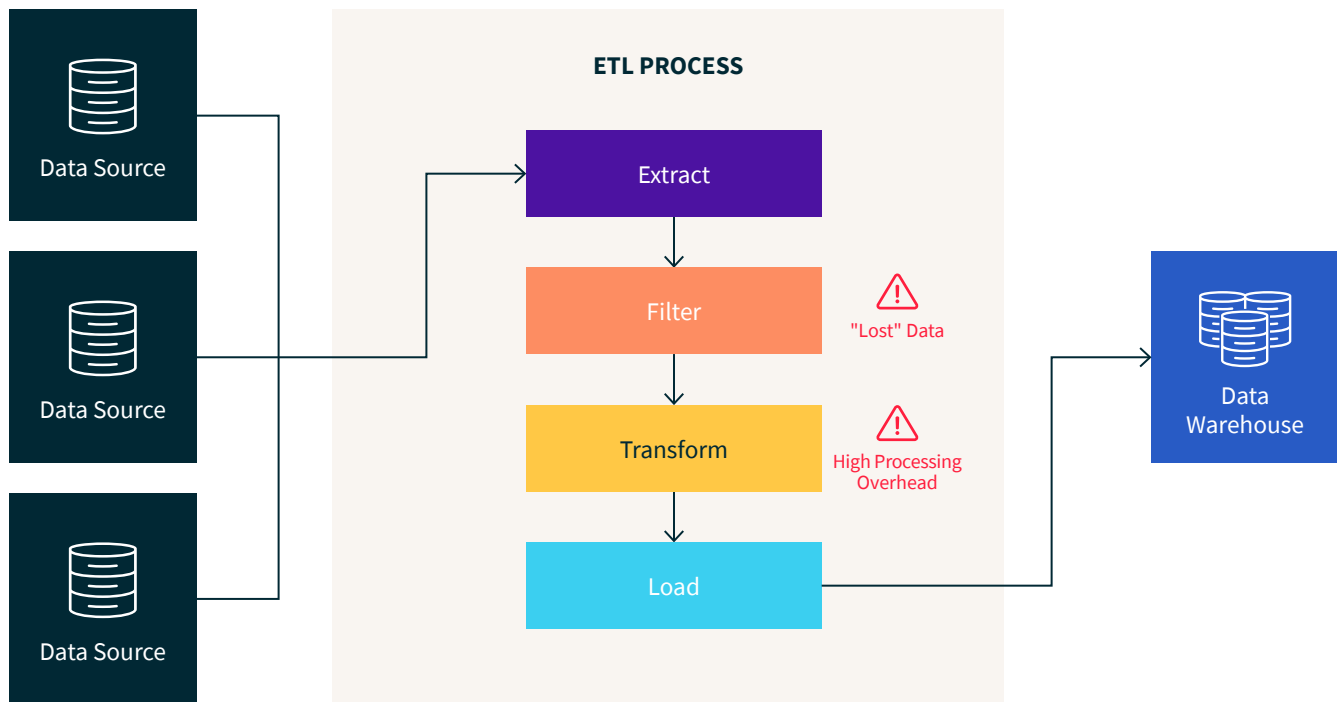 Data Source
Data Source
Data Source
ETL PROCESS
Extract
Filter
"Lost" Data
Transform
High Processing
Overhead
Load
Data
Warehouse